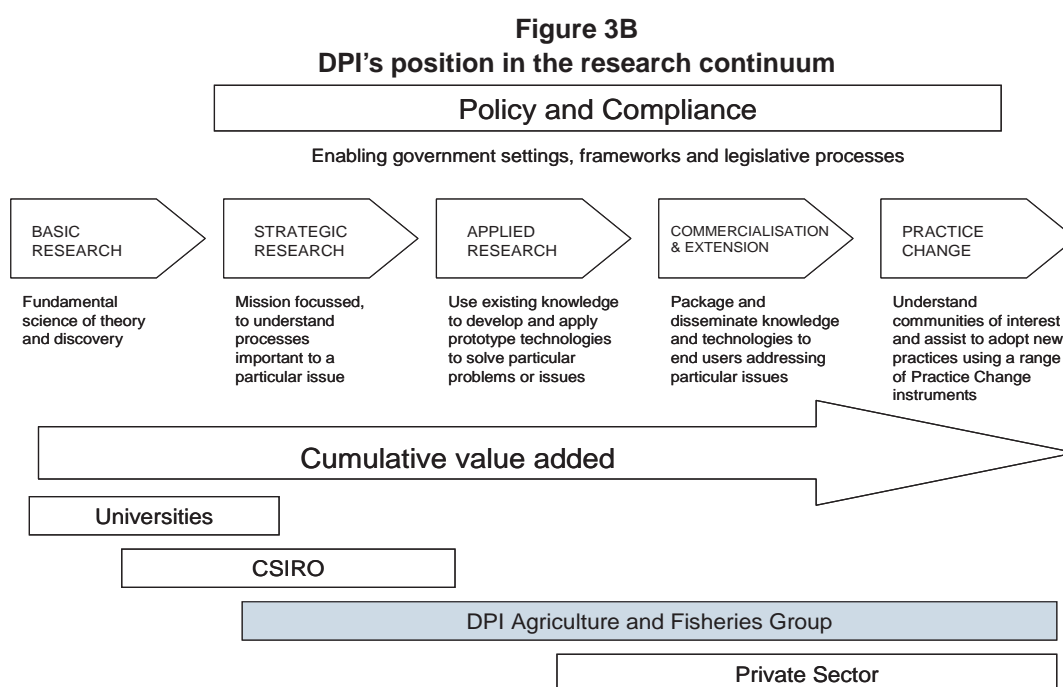 Figure 3B
DPI's position in the research continuum
Policy and Compliance
Enabling government settings, frameworks and legislative processes
BASIC
RESEARCH
STRATEGIC
RESEARCH
APPLIED
RESEARCH
COMMERCIALISATION
& EXTENSION
PRACTICE
CHANGE
Fundamental
science of theory
and discovery
Mission focussed,
to understand
processes
important to a
particular issue
Use existing knowledge
to develop and apply
prototype technologies
to solve particular
problems or issues
Package and
disseminate knowledge
and technologies to
end users addressing
particular issues
Understand
communities of interest
and assist to adopt new
practices using a range
of Practice Change
instruments
Cumulative value added
Universities
CSIRO
DPI Agriculture and Fisheries Group
Private Sector